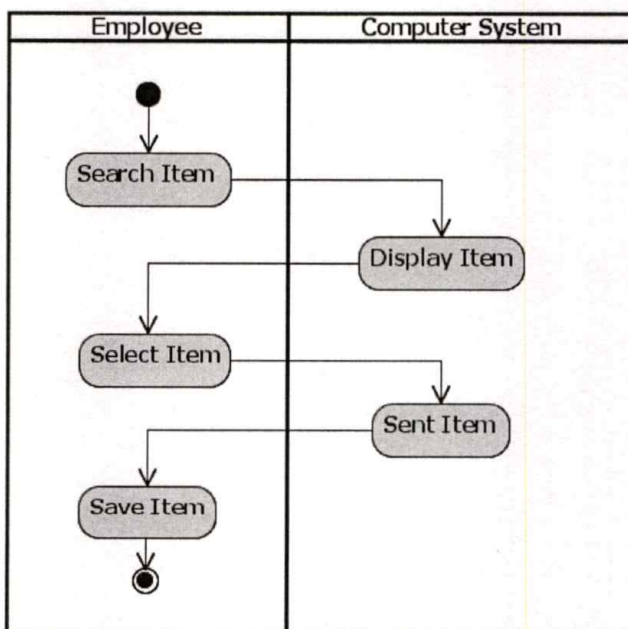 Employee
Computer System
Search Item
Display Item
Select Item
Sent Item
Save Item